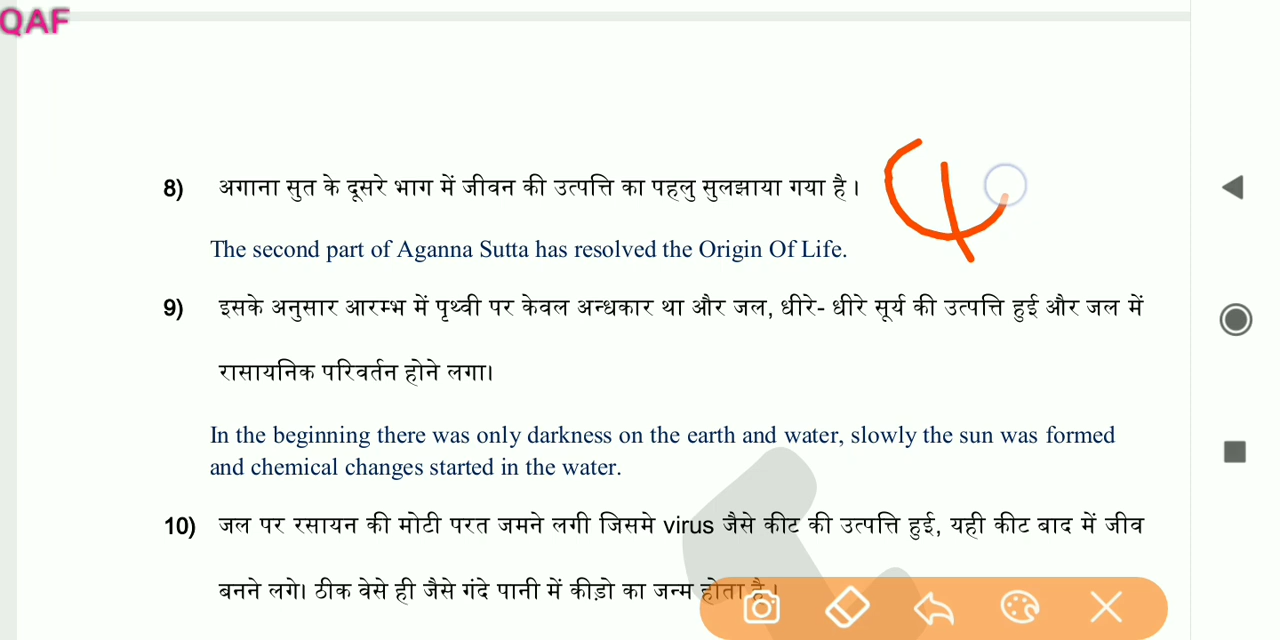 QAF
8) अगाना सुत के दूसरे भाग में जीवन की उत्पत्ति का पहलु सुलझाया गया है।
The second part of Aganna Sutta has resolved the Origin Of Life.
9) इसके अनुसार आरम्भ में पृथ्वी पर केवल अन्धकार था और जल, धीरे- धीरे सूर्य की उत्पत्ति हुई और जल में
रासायनिक परिवर्तन होने लगा।
In the beginning there was only darkness on the earth and water, slowly the sun was formed
and chemical changes started in the water.
10) जल पर रसायन की मोटी परत जमने लगी जिसमे virus जैसे कीट की उत्पत्ति हुई, यही कीट बाद में जीव
बनने लगे। ठीक वेसे ही जैसे गंदे पानी में कीड़ो का जन्म होता है।